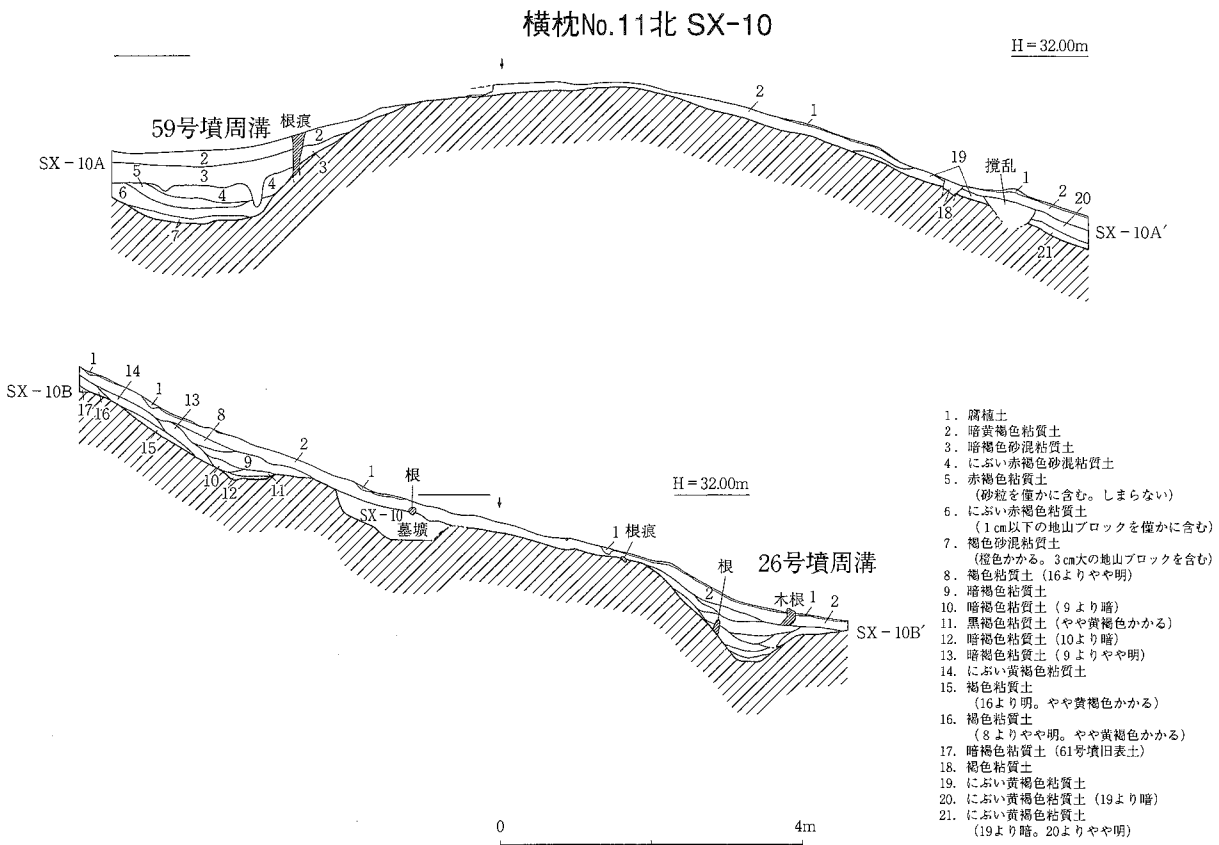 横枕No.11北 SX-10
H = 32.00m
2
1
59号墳周溝
根痕
2
SX-10A
2
3
5
3
4
6
4
7
19
撹乱
1
2
20
18
SX-10A′
21
1
14
SX-10B
1
13
8
17
16
15
2
9
10
12
11
1
根
H = 32.00m
SX-10
墓壙
1
根痕
26号墳周溝
根
2
木根
1
2
SX-10B′
1. 腐植土
2. 暗黄褐色粘質土
3. 暗褐色砂混粘質土
4. にぶい赤褐色砂混粘質土
5. 赤褐色粘質土
(砂粒を僅かに含む。しまらない)
6. にぶい赤褐色粘質土
(1cm以下の地山ブロックを僅かに含む)
7. 褐色砂混粘質土
(橙色かかる。3cm大の地山ブロックを含む)
8. 褐色粘質土(16よりやや明)
9. 暗褐色粘質土
10. 暗褐色粘質土(9より暗)
11. 黒褐色粘質土(やや黄褐色かかる)
12. 暗褐色粘質土(10より暗)
13. 暗褐色粘質土(9よりやや明)
14. にぶい黄褐色粘質土
15. 褐色粘質土
(16より明。やや黄褐色かかる)
16. 褐色粘質土
(8よりやや明。やや黄褐色かかる)
17. 暗褐色粘質土(61号墳旧表土)
18. 褐色粘質土
19. にぶい黄褐色粘質土
20. にぶい黄褐色粘質土(19より暗)
21. にぶい黄褐色粘質土
(19より暗。20よりやや明)
0
4m